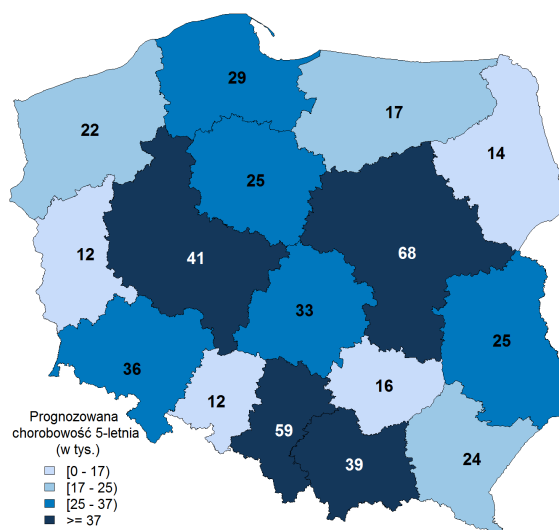 29
22
17
14
25
12
41
68
33
25
36
12
16
59
39
24
Prognozowana
chorobowość 5-letnia
(w tys.)
[0 - 17)
[17 - 25)
[25 - 37)
>= 37